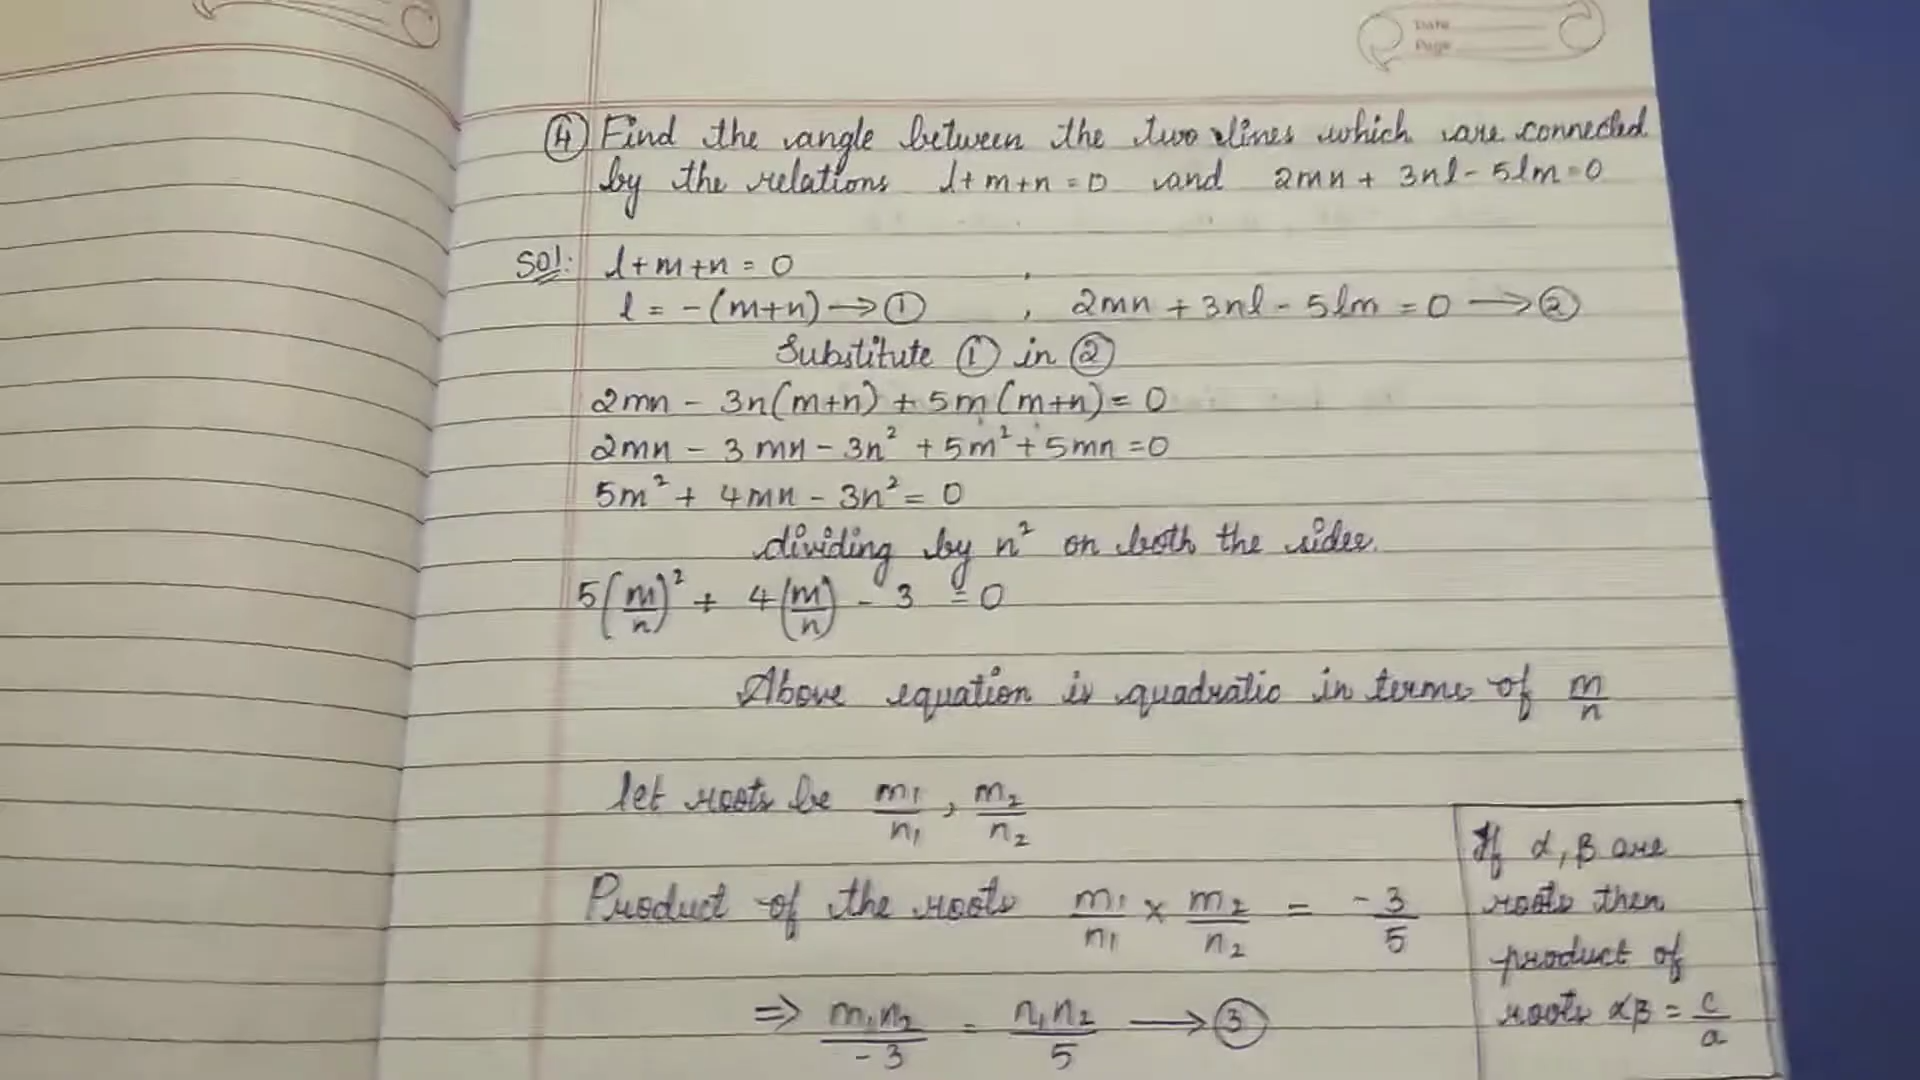 Date
Page
④ Find the angle between the two lines which are connected
by the relations l+m+n=0 and 2mn+ 3nl- 5lm=0
Sol: l+m+n=0
l = -(m+n) → ① , 2mn + 3nl - 5lm = 0 → ②
Substitute ① in ②
2mn - 3n(m+n) + 5m(m+n) = 0
2mn - 3mn - 3n² + 5m² + 5mn = 0
5m² + 4mn - 3n² = 0
dividing by n² on both the sides.
5(m/n)² + 4(m/n) - 3 = 0
Above equation is quadratic in terms of m/n
let roots be m₁/n₁, m₂/n₂
Product of the roots m₁/n₁ × m₂/n₂ = -3/5
⇒ m₁n₂/-3 = n₁n₂/5 → ③
If α, β are
roots then
product of
roots αβ = c/a